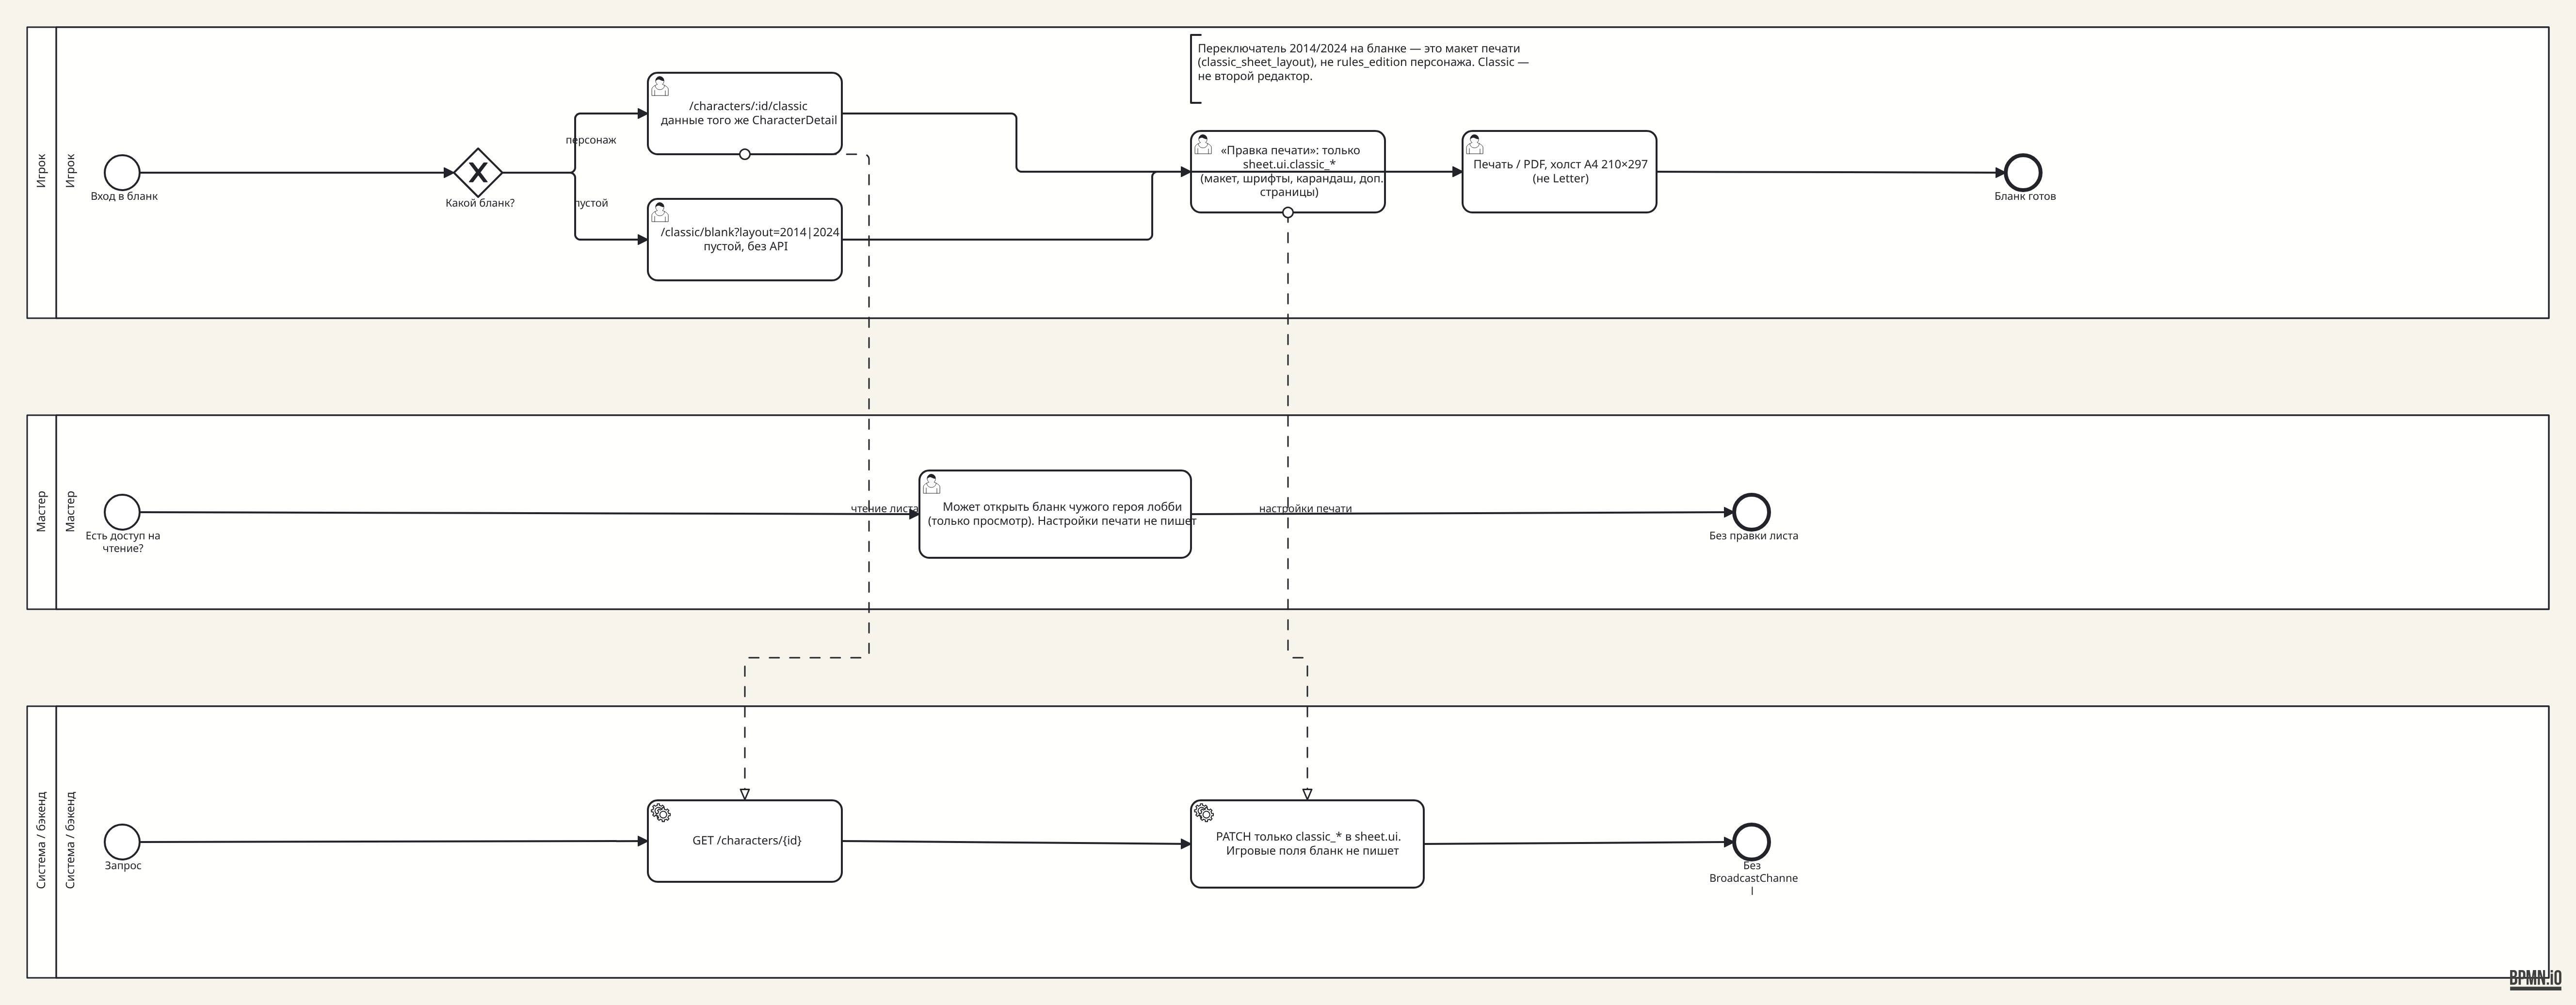 Игрок
Игрок
Вход в бланк
Какой бланк?
персонаж
пустой
/characters/:id/classic
данные того же CharacterDetail
/classic/blank?layout=2014|2024
пустой, без API
Переключатель 2014/2024 на бланке — это макет печати
(classic_sheet_layout), не rules_edition персонажа. Classic —
не второй редактор.
«Правка печати»: только
sheet.ui.classic_*
(макет, шрифты, карандаш, доп.
страницы)
Печать / PDF, холст A4 210×297
(не Letter)
Бланк готов
Мастер
Мастер
Есть доступ на
чтение?
чтение листа
Может открыть бланк чужого героя лобби
(только просмотр). Настройки печати не пишет
настройки печати
Без правки листа
Система / бэкенд
Система / бэкенд
Запрос
GET /characters/{id}
PATCH только classic_* в sheet.ui.
Игровые поля бланк не пишет
Без
BroadcastChanne
l
BPMN.iO